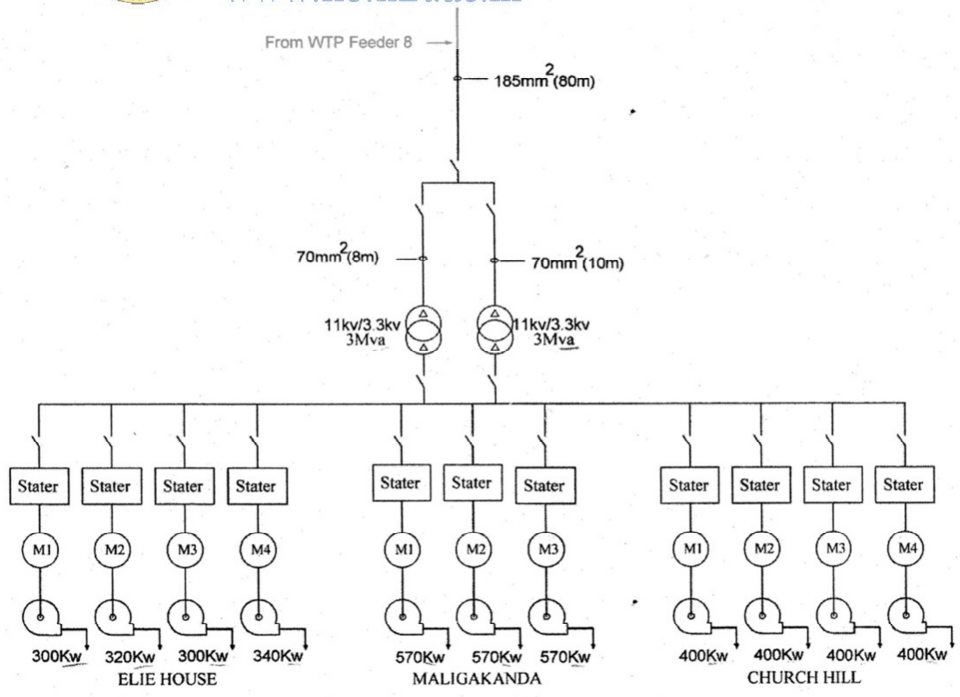 From WTP Feeder 8
185mm²(80m)
70mm²(8m)
70mm²(10m)
11kv/3.3kv
3Mva
11kv/3.3kv
3Mva
Stater Stater Stater Stater Stater Stater Stater Stater Stater Stater Stater
M1 M2 M3 M4 M1 M2 M3 M1 M2 M3 M4
300Kw 320Kw 300Kw 340Kw 570Kw 570Kw 570Kw 400Kw 400Kw 400Kw 400Kw
ELIE HOUSE MALIGAKANDA CHURCH HILL